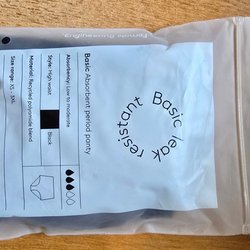 Basic leak resistant
Basic Absorbent period panty.
Absorbency: Low to moderate
Style: High waist
Black
Material: Recycled polyamide blend
Size range: XS - 3XL